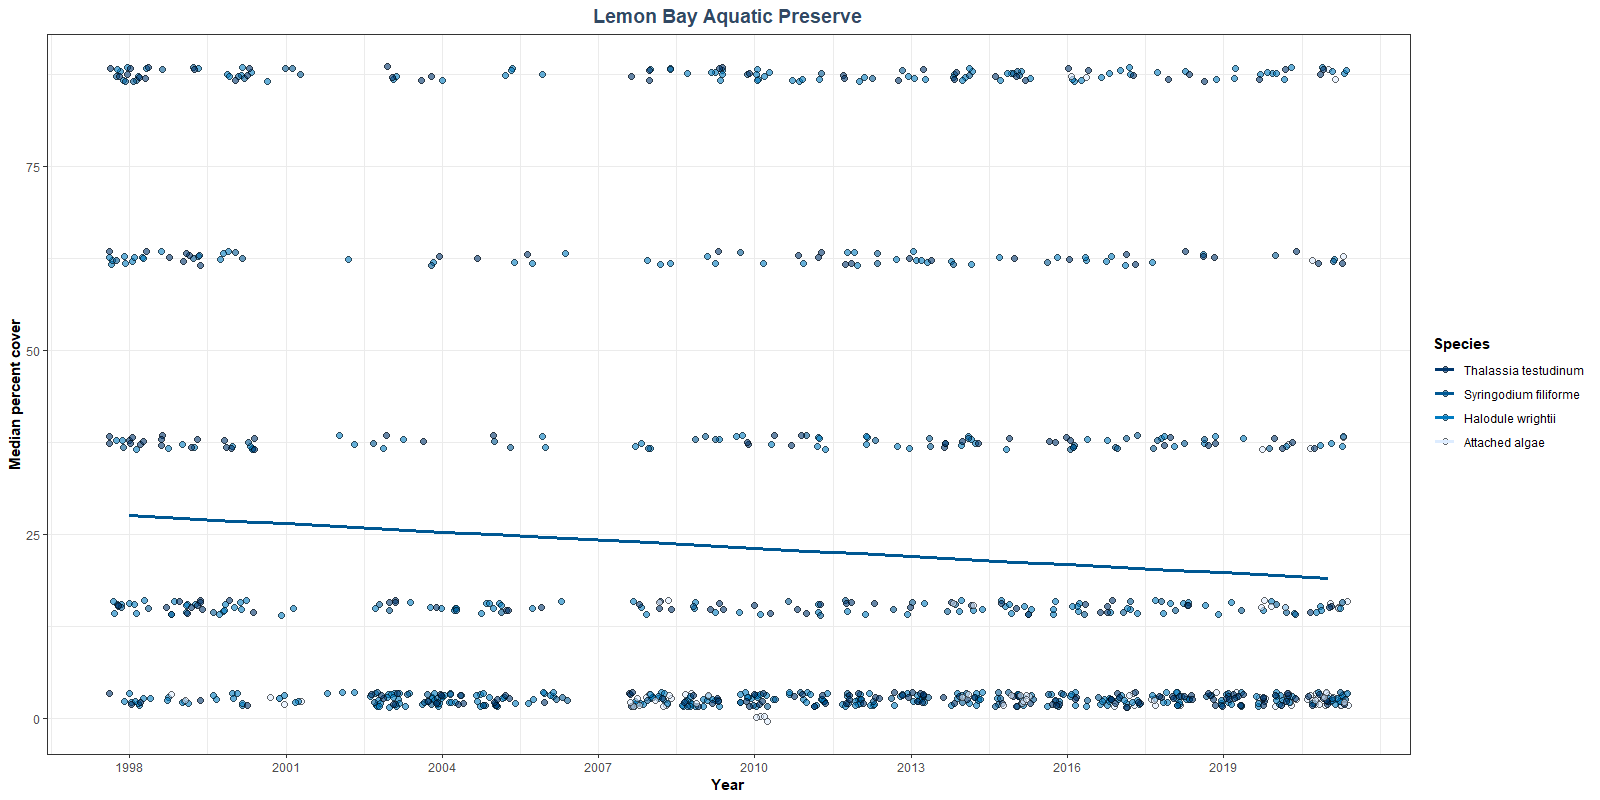 Lemon Bay Aquatic Preserve
Median percent cover
75
50
25
0
1998
2001
2004
2007
2010
2013
2016
2019
Year
Species
Thalassia testudinum
Syringodium filiforme
Halodule wrightii
Attached algae